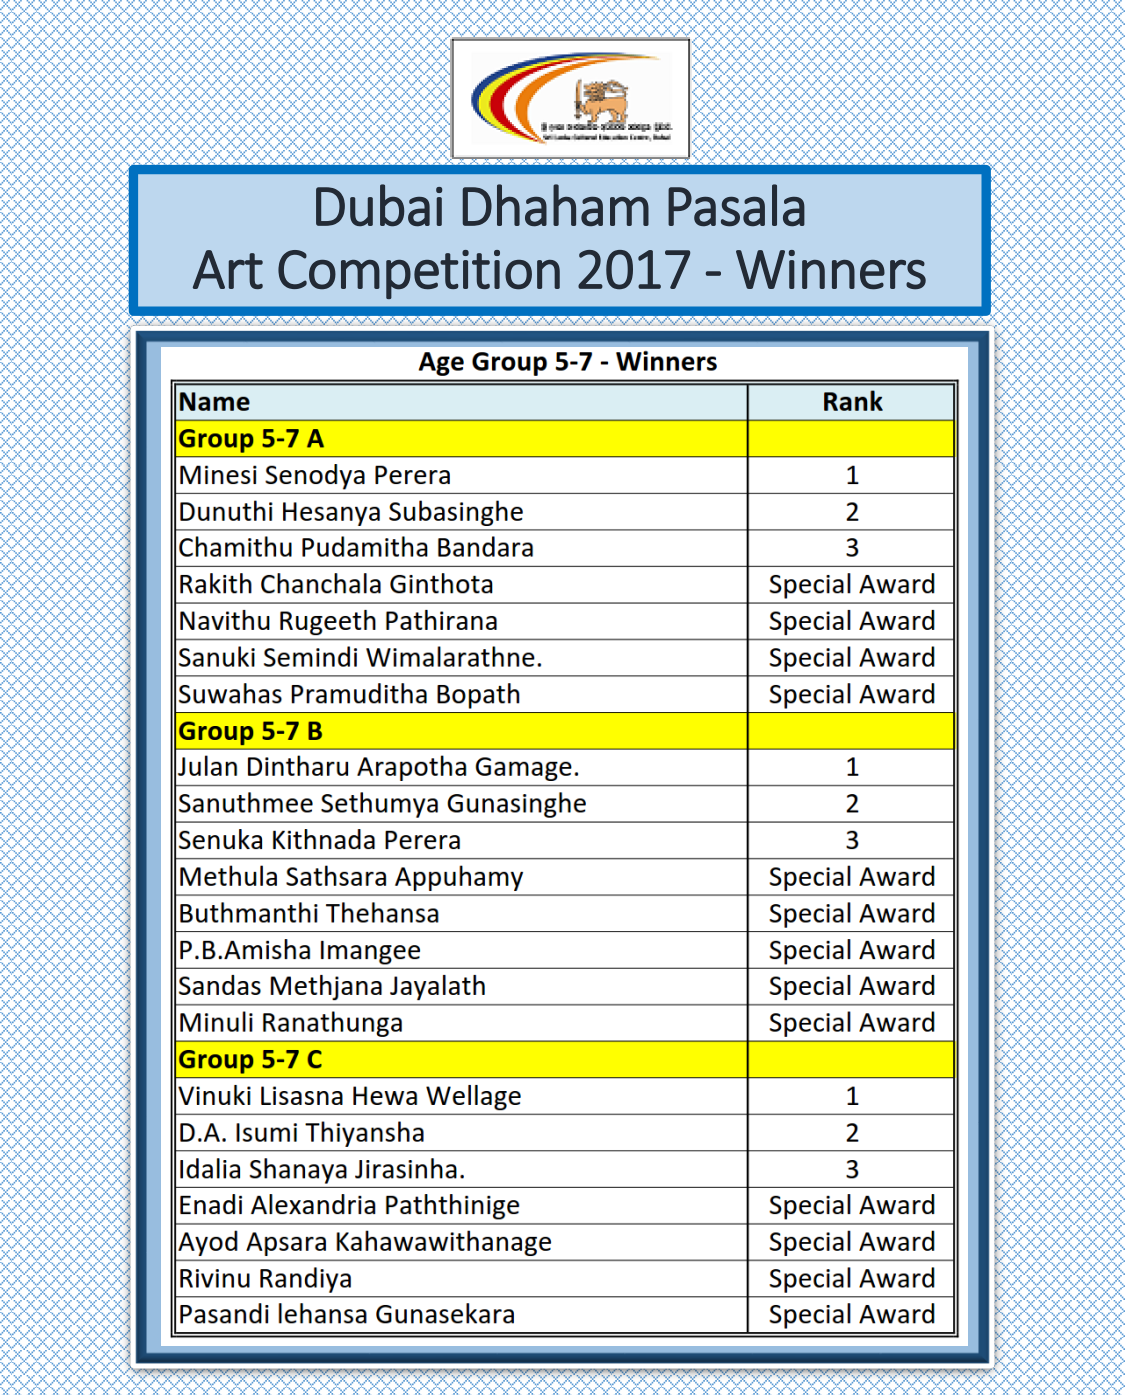 Sri Lanka Cultural Education Centre, Dubai
Dubai Dhaham Pasala
Art Competition 2017 - Winners
Age Group 5-7 - Winners
Name Rank
Group 5-7 A
Minesi Senodya Perera 1
Dunuthi Hesanya Subasinghe 2
Chamithu Pudamitha Bandara 3
Rakith Chanchala Ginthota Special Award
Navithu Rugeeth Pathirana Special Award
Sanuki Semindi Wimalarathne. Special Award
Suwahas Pramuditha Bopath Special Award
Group 5-7 B
Julan Dintharu Arapotha Gamage. 1
Sanuthmee Sethumya Gunasinghe 2
Senuka Kithnada Perera 3
Methula Sathsara Appuhamy Special Award
Buthmanthi Thehansa Special Award
P.B.Amisha Imangee Special Award
Sandas Methjana Jayalath Special Award
Minuli Ranathunga Special Award
Group 5-7 C
Vinuki Lisasna Hewa Wellage 1
D.A. Isumi Thiyansha 2
Idalia Shanaya Jirasinha. 3
Enadi Alexandria Paththinige Special Award
Ayod Apsara Kahawawithanage Special Award
Rivinu Randiya Special Award
Pasandi lehansa Gunasekara Special Award